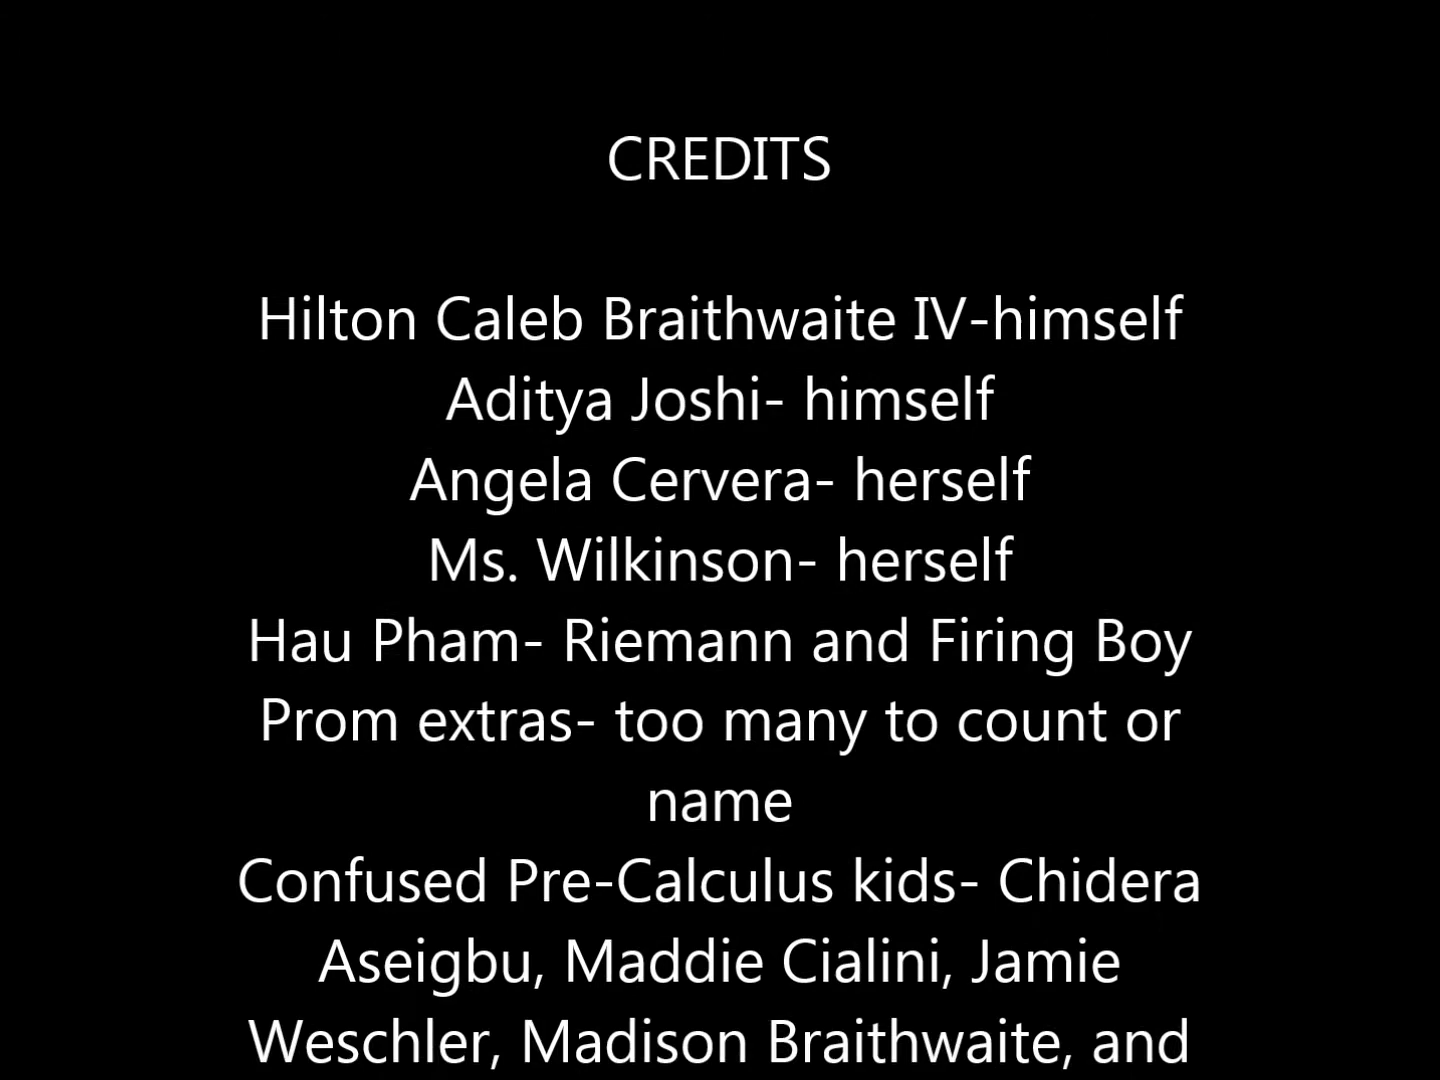 CREDITS
Hilton Caleb Braithwaite IV-himself
Aditya Joshi- himself
Angela Cervera- herself
Ms. Wilkinson- herself
Hau Pham- Riemann and Firing Boy
Prom extras- too many to count or
name
Confused Pre-Calculus kids- Chidera
Aseigbu, Maddie Cialini, Jamie
Weschler, Madison Braithwaite, and